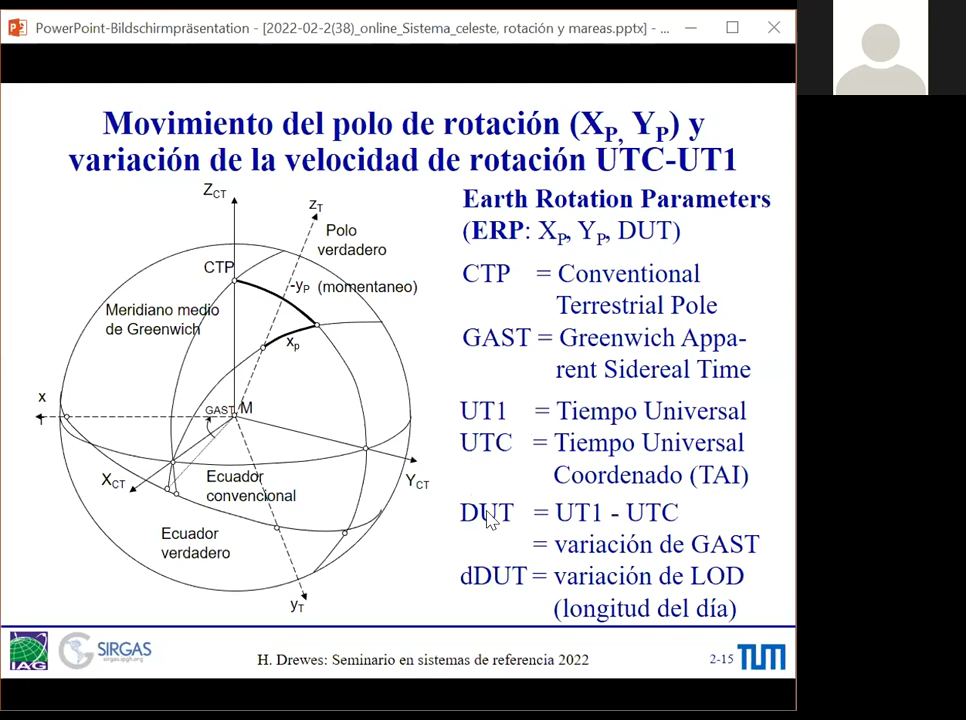 PowerPoint-Bildschirmpräsentation - [2022-02-2(38)_online_Sistema_celeste, rotación y mareas.pptx] - ...
Movimiento del polo de rotación (XP, YP) y
variación de la velocidad de rotación UTC-UT1
ZCT
zT
Polo
verdadero
CTP
-yP (momentaneo)
Meridiano medio
de Greenwich
xp
x
T
GAST
M
XCT
YCT
Ecuador
convencional
Ecuador
verdadero
yT
Earth Rotation Parameters
(ERP: XP, YP, DUT)
CTP = Conventional
Terrestrial Pole
GAST = Greenwich Appa-
rent Sidereal Time
UT1 = Tiempo Universal
UTC = Tiempo Universal
Coordenado (TAI)
DUT = UT1 - UTC
= variación de GAST
dDUT = variación de LOD
(longitud del día)
IAG
SIRGAS
sirgas.ipgh.org
H. Drewes: Seminario en sistemas de referencia 2022
2-15
TUM